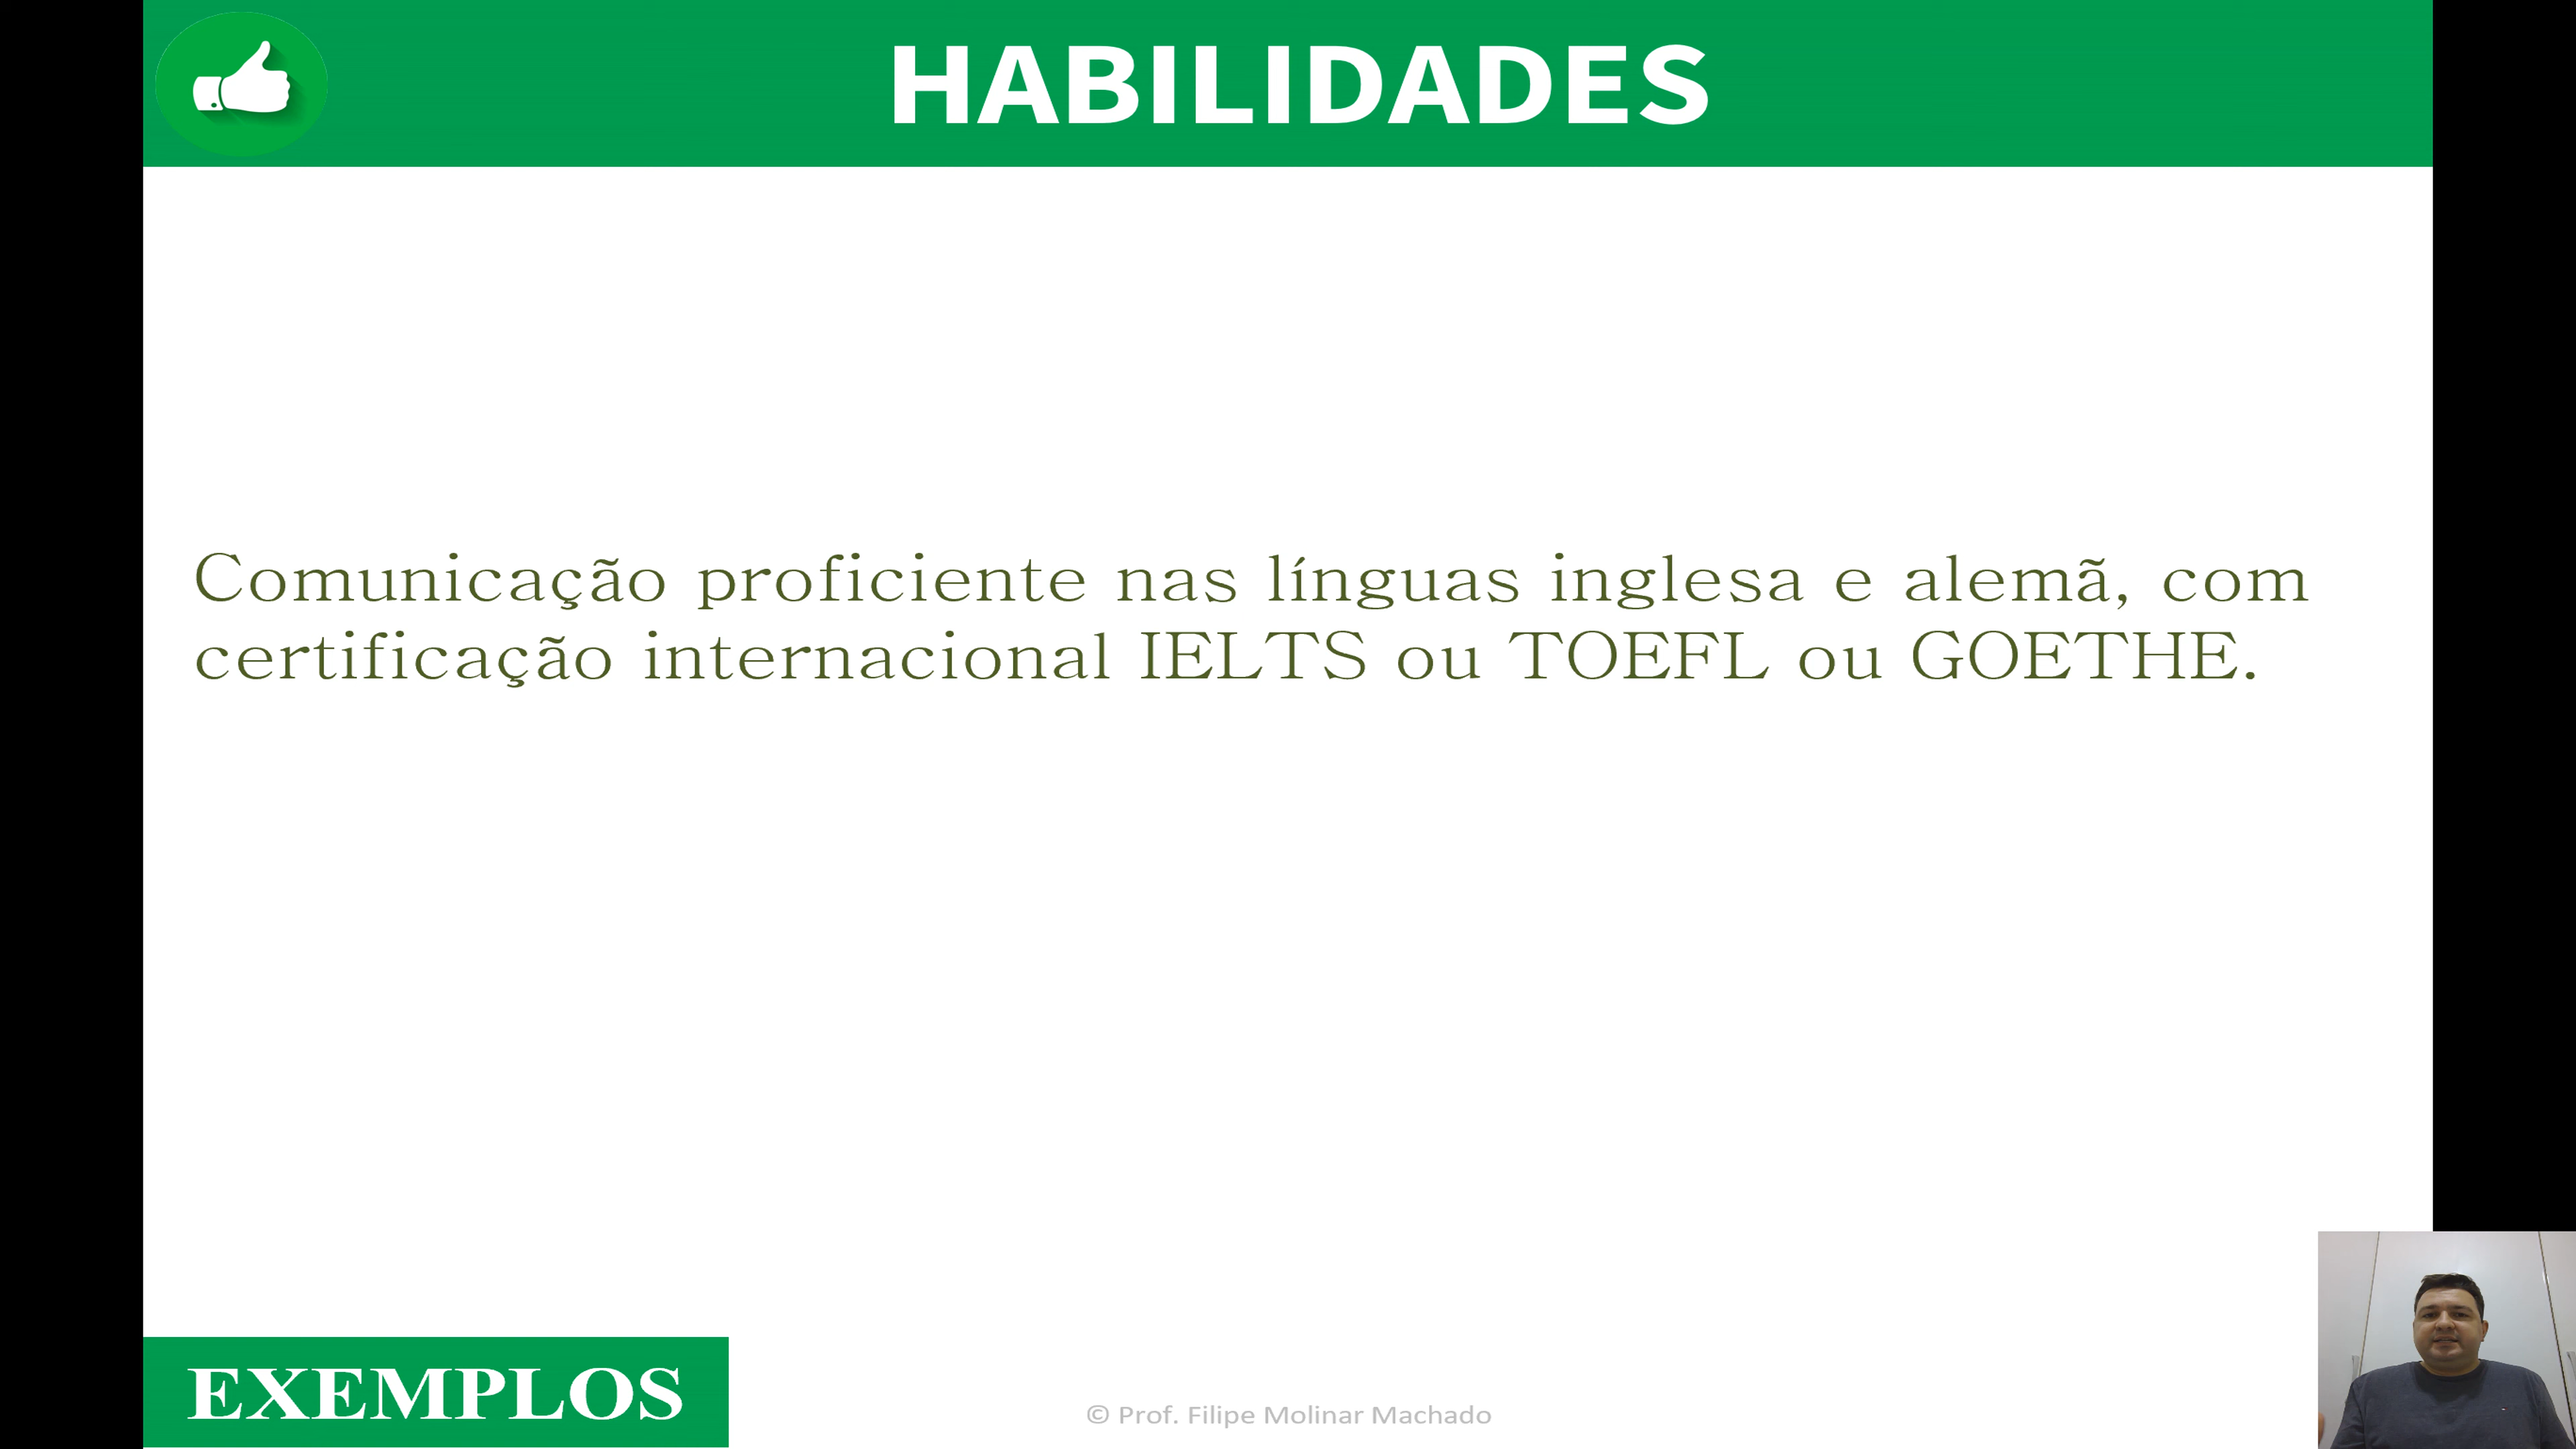 HABILIDADES
Comunicação proficiente nas línguas inglesa e alemã, com
certificação internacional IELTS ou TOEFL ou GOETHE.
EXEMPLOS
© Prof. Filipe Molinar Machado